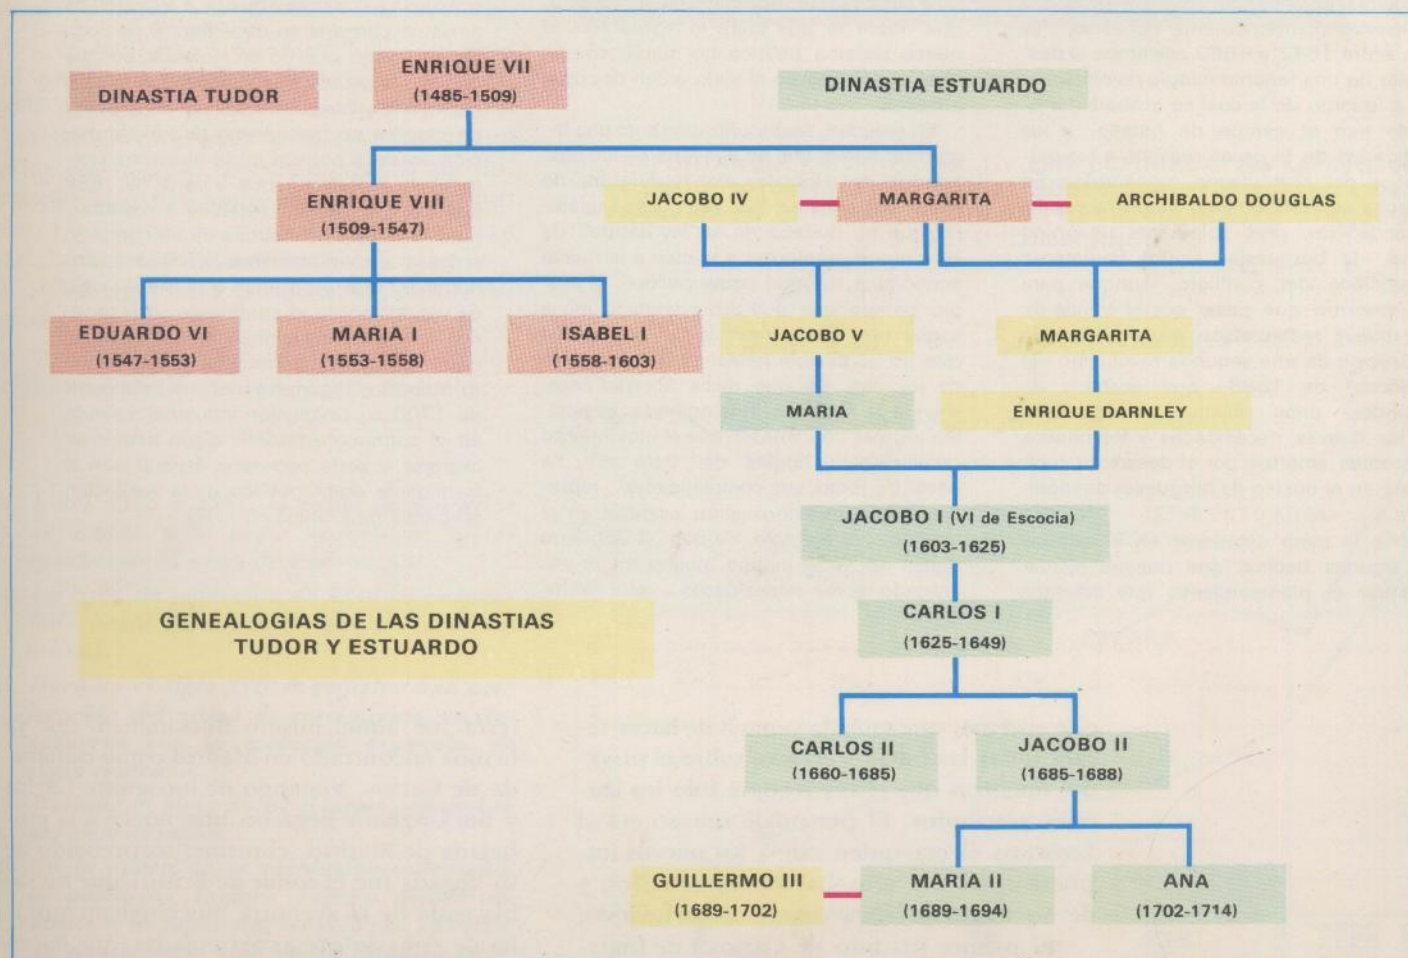 DINASTIA TUDOR
ENRIQUE VII
(1485-1509)
DINASTIA ESTUARDO
ENRIQUE VIII
(1509-1547)
JACOBO IV
MARGARITA
ARCHIBALDO DOUGLAS
EDUARDO VI
(1547-1553)
MARIA I
(1553-1558)
ISABEL I
(1558-1603)
JACOBO V
MARGARITA
MARIA
ENRIQUE DARNLEY
JACOBO I (VI de Escocia)
(1603-1625)
GENEALOGIAS DE LAS DINASTIAS
TUDOR Y ESTUARDO
CARLOS I
(1625-1649)
CARLOS II
(1660-1685)
JACOBO II
(1685-1688)
GUILLERMO III
(1689-1702)
MARIA II
(1689-1694)
ANA
(1702-1714)